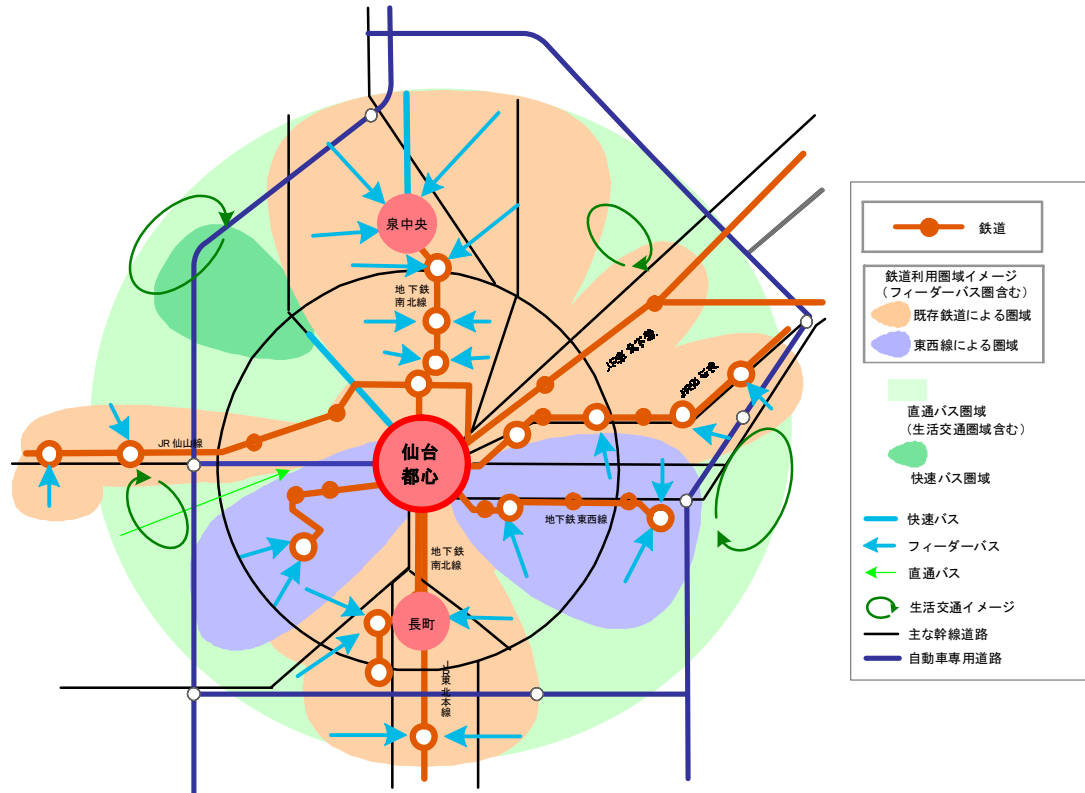 泉中央
地下鉄
南北線
JR 仙山線
仙台
都心
地下鉄東西線
地下鉄
南北線
長町
JR東北本線
鉄道
鉄道利用圏域イメージ
(フィーダーバス圏含む)
既存鉄道による圏域
東西線による圏域
直通バス圏域
(生活交通圏域含む)
快速バス圏域
快速バス
フィーダーバス
直通バス
生活交通イメージ
主な幹線道路
自動車専用道路